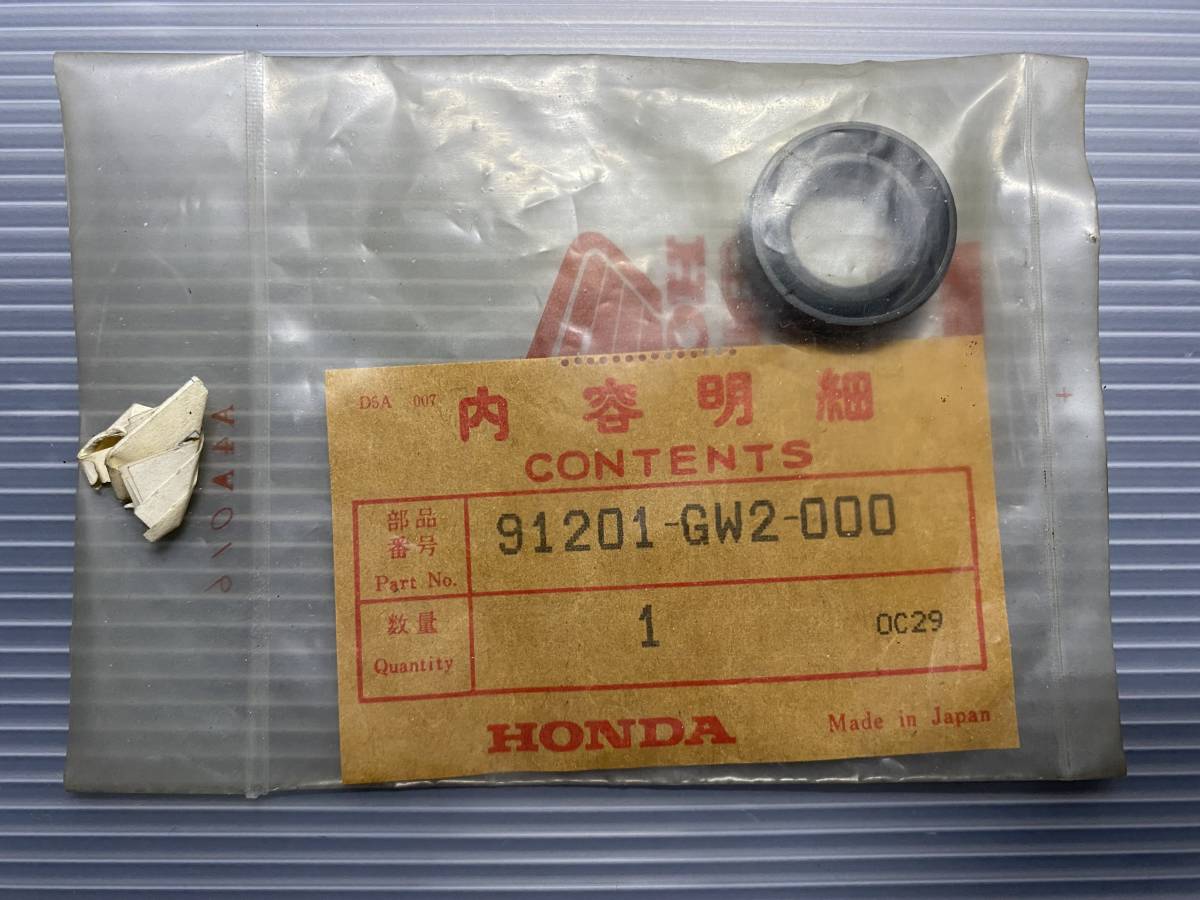 D5A 007
内容明細
CONTENTS
部品番号
Part No.
91201-GW2-000
数量
Quantity
1
0C29
HONDA
Made in Japan